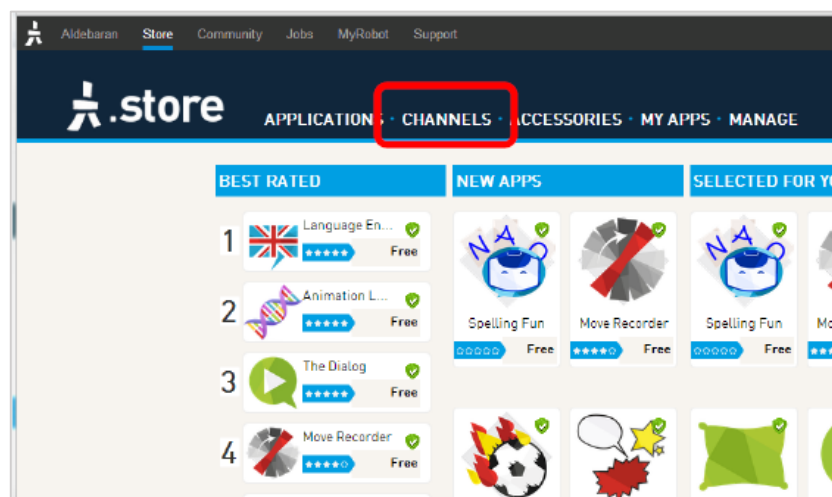 Aldebaran Store Community Jobs MyRobot Support
.store APPLICATIONS · CHANNELS · ACCESSORIES · MY APPS · MANAGE
BEST RATED
1 Language En...
Free
2 Animation L...
Free
3 The Dialog
Free
4 Move Recorder
Free
NEW APPS
NAO
Spelling Fun
Free
Move Recorder
Free
SELECTED FOR YO
NAO
Spelling Fun
Free
Mo